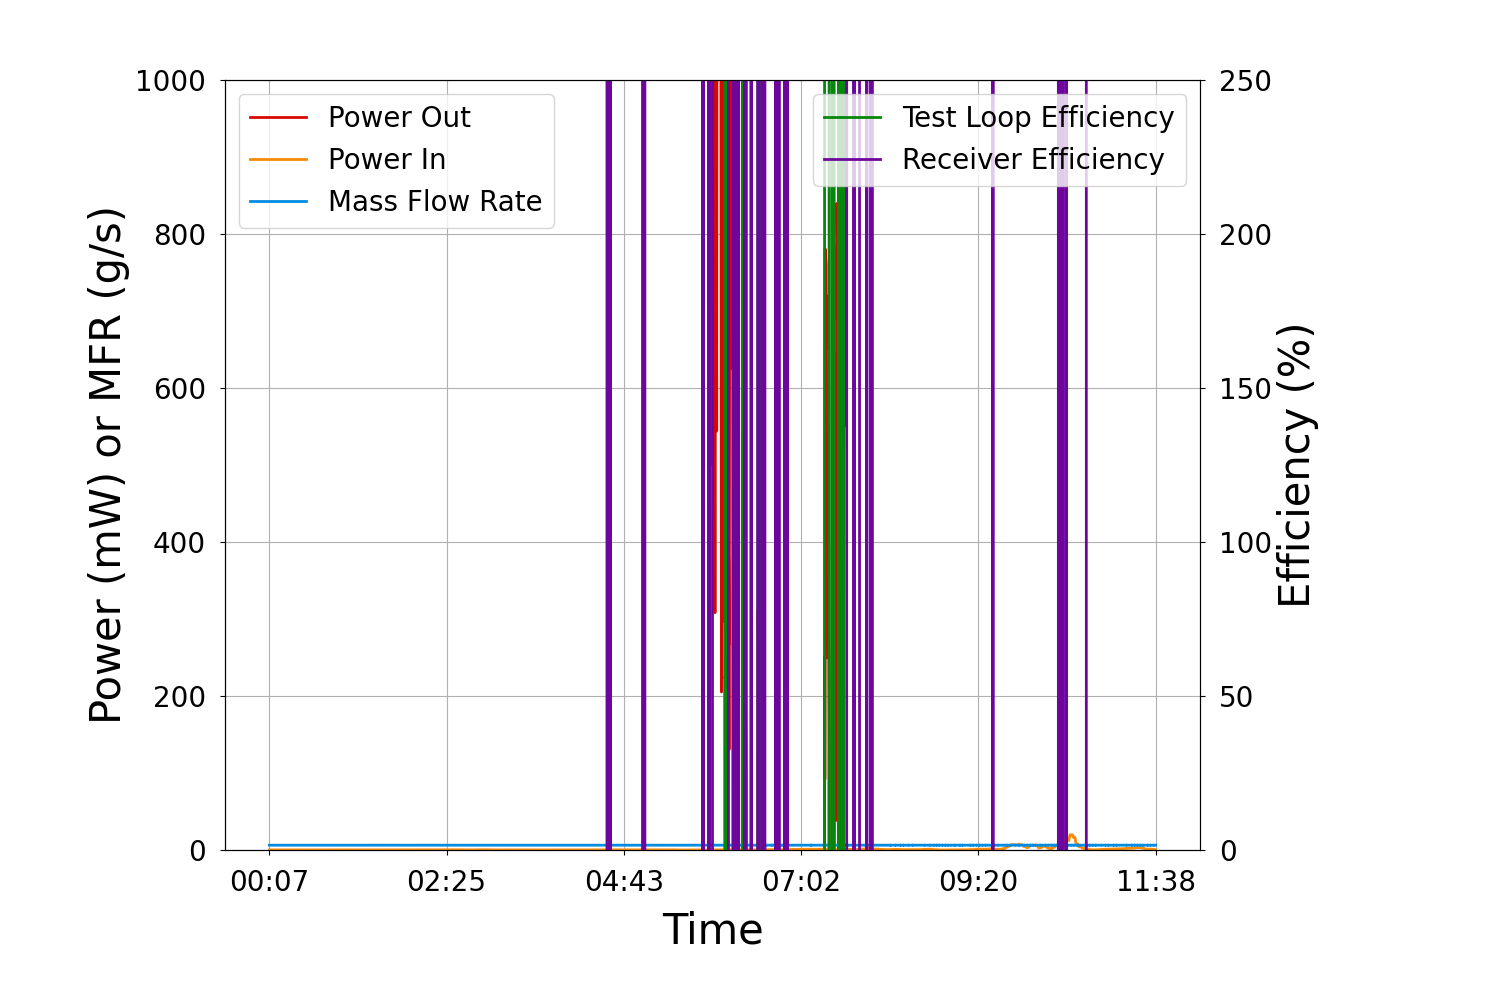 1000
800
600
400
200
0
Power (mW) or MFR (g/s)
Power Out
Power In
Mass Flow Rate
Test Loop Efficiency
Receiver Efficiency
250
200
150
100
50
0
Efficiency (%)
00:07 02:25 04:43 07:02 09:20 11:38
Time